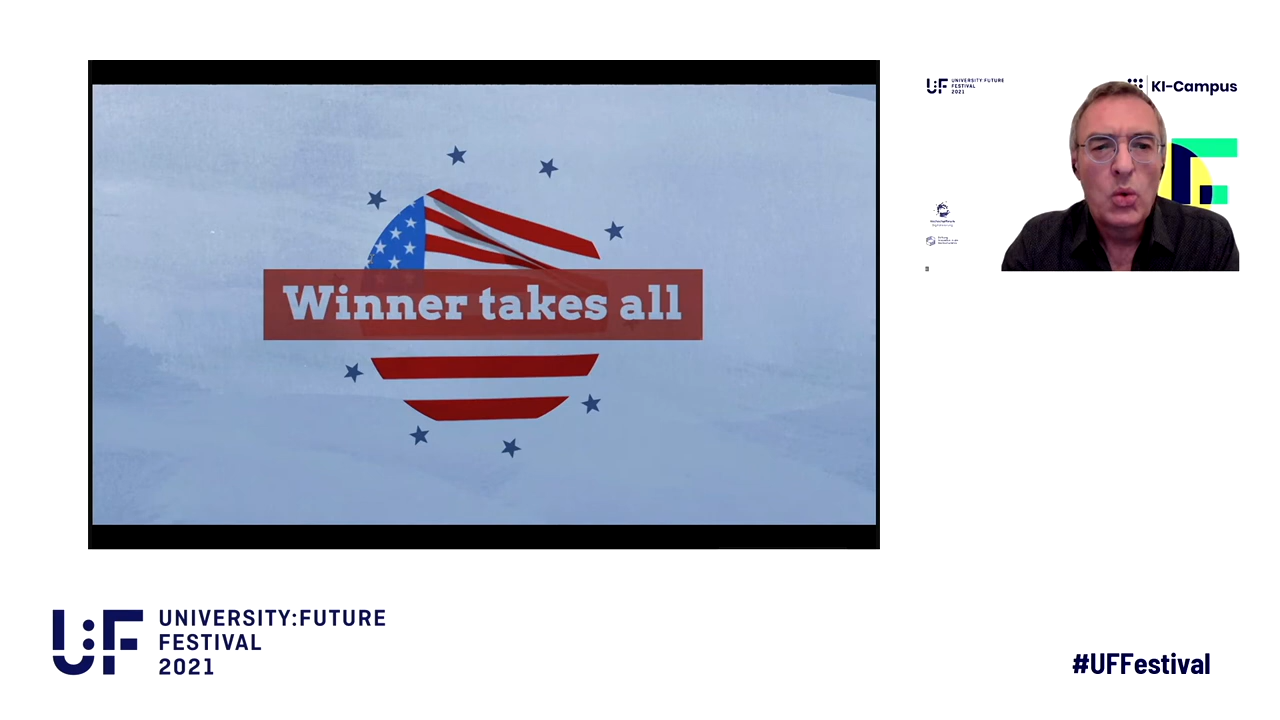 Winner takes all
UNIVERSITY:FUTURE
FESTIVAL
2021
KI-Campus
UNIVERSITY:FUTURE
FESTIVAL
2021
#UFFestival